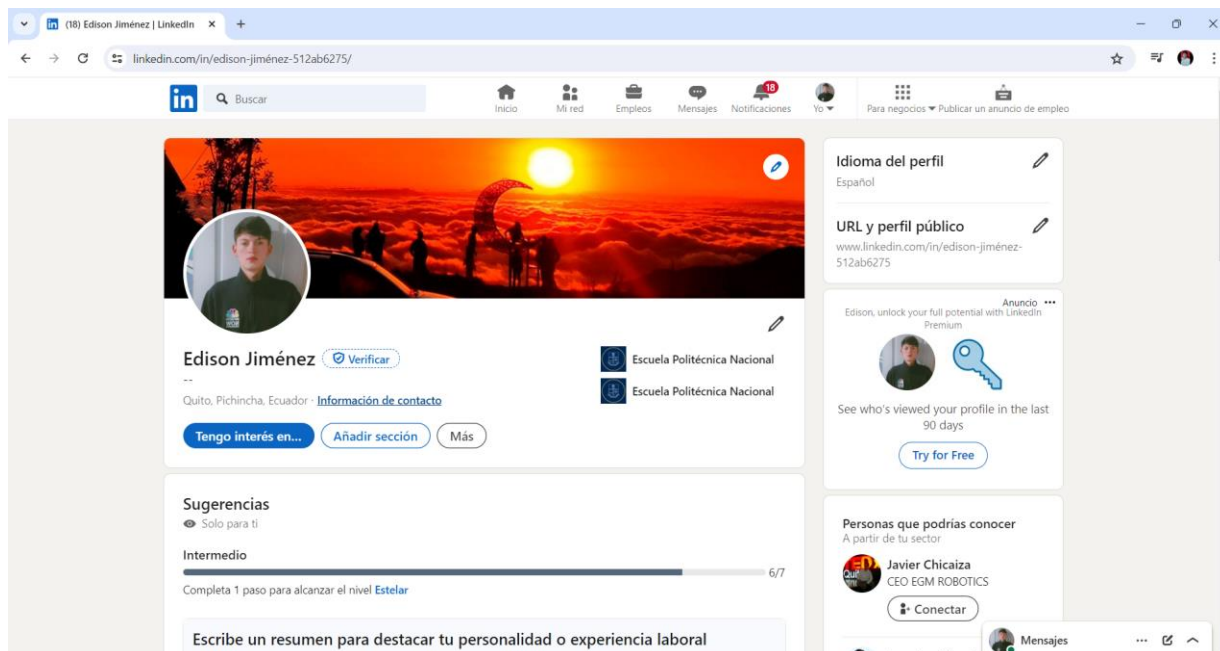 (18) Edison Jiménez | LinkedIn
linkedin.com/in/edison-jiménez-512ab6275/
in
Buscar
Inicio
Mi red
Empleos
Mensajes
18
Notificaciones
Yo
Para negocios
Publicar un anuncio de empleo
Edison Jiménez
Verificar
--
Quito, Pichincha, Ecuador · Información de contacto
Escuela Politécnica Nacional
Escuela Politécnica Nacional
Tengo interés en...
Añadir sección
Más
Sugerencias
Solo para ti
Intermedio
6/7
Completa 1 paso para alcanzar el nivel Estelar
Escribe un resumen para destacar tu personalidad o experiencia laboral
Idioma del perfil
Español
URL y perfil público
www.linkedin.com/in/edison-jiménez-
512ab6275
Anuncio
Edison, unlock your full potential with LinkedIn
Premium
See who's viewed your profile in the last
90 days
Try for Free
Personas que podrías conocer
A partir de tu sector
Javier Chicaiza
CEO EGM ROBOTICS
Conectar
Mensajes